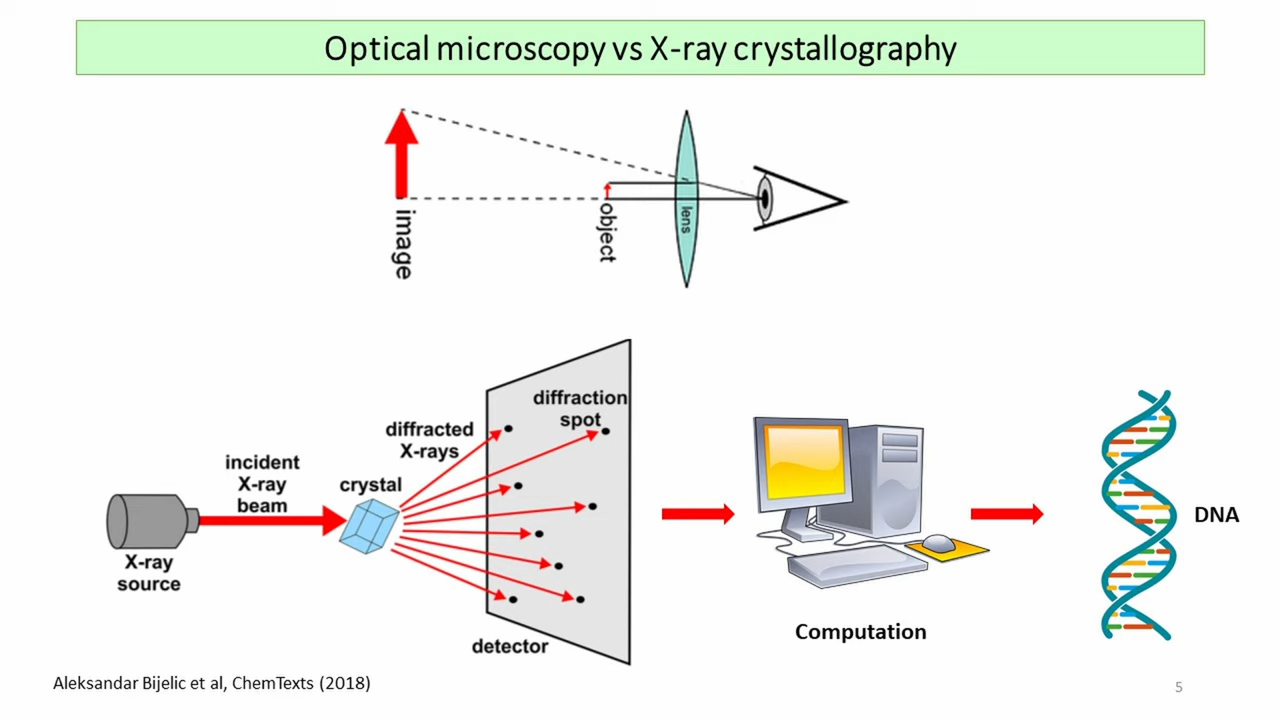 Optical microscopy vs X-ray crystallography
image
object
lens
diffraction
spot
diffracted
X-rays
incident
X-ray
beam
crystal
X-ray
source
detector
Computation
DNA
Aleksandar Bijelic et al, ChemTexts (2018)
5